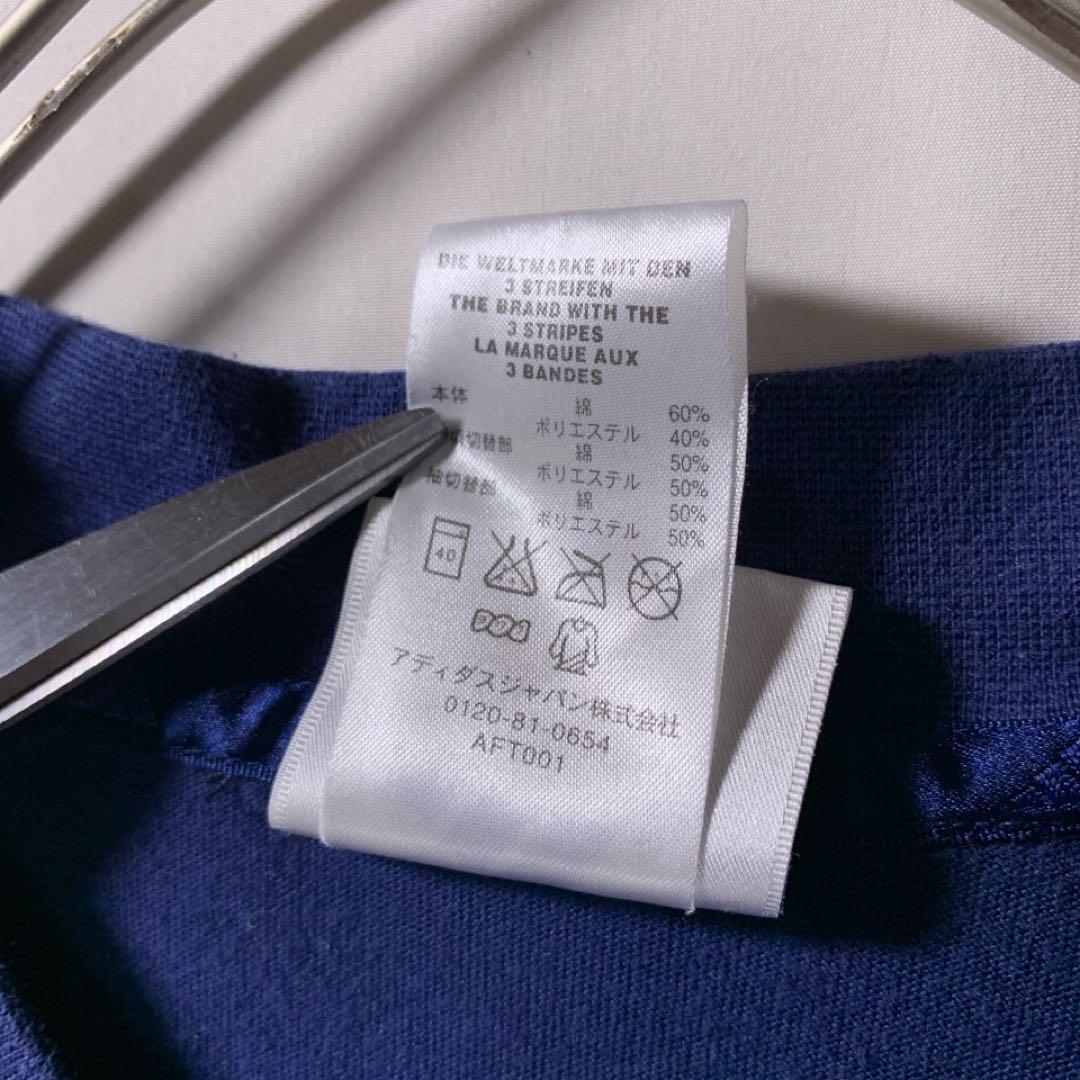 DIE WELTMARKE MIT DEN
3 STREIFEN
THE BRAND WITH THE
3 STRIPES
LA MARQUE AUX
3 BANDES
本体 綿 60%
ポリエステル 40%
切替部 綿 50%
ポリエステル 50%
袖切替部 綿 50%
ポリエステル 50%
40
アディダスジャパン株式会社
0120-81-0654
AFT001